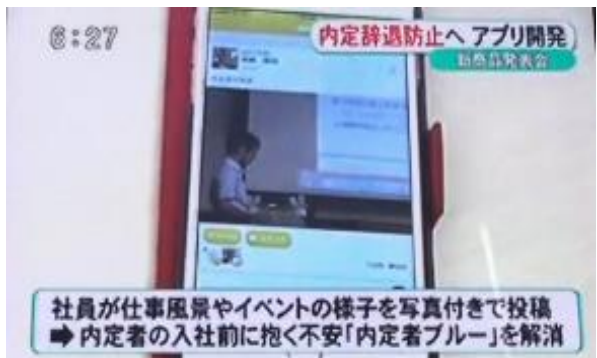 6:27
内定辞退防止へ アプリ開発
新商品発表会
社員が仕事風景やイベントの様子を写真付きで投稿
➡内定者の入社前に抱く不安「内定者ブルー」を解消